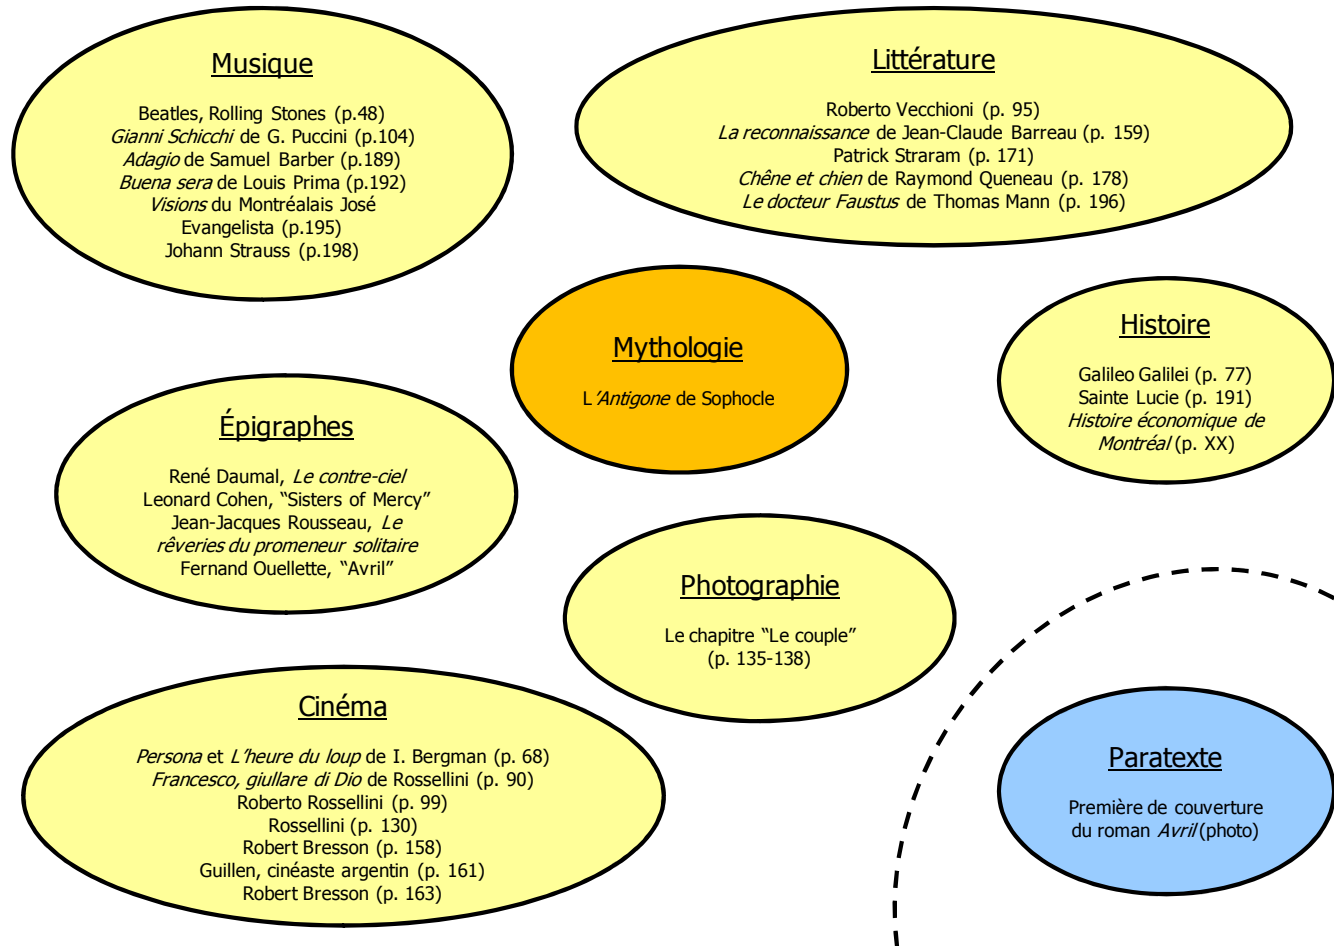 Musique
Beatles, Rolling Stones (p.48)
Gianni Schicchi de G. Puccini (p.104)
Adagio de Samuel Barber (p.189)
Buena sera de Louis Prima (p.192)
Visions du Montréalais José
Evangelista (p.195)
Johann Strauss (p.198)
Littérature
Roberto Vecchioni (p. 95)
La reconnaissance de Jean-Claude Barreau (p. 159)
Patrick Straram (p. 171)
Chêne et chien de Raymond Queneau (p. 178)
Le docteur Faustus de Thomas Mann (p. 196)
Mythologie
L'Antigone de Sophocle
Histoire
Galileo Galilei (p. 77)
Sainte Lucie (p. 191)
Histoire économique de
Montréal (p. XX)
Épigraphes
René Daumal, Le contre-ciel
Leonard Cohen, “Sisters of Mercy”
Jean-Jacques Rousseau, Le
rêveries du promeneur solitaire
Fernand Ouellette, “Avril”
Photographie
Le chapitre “Le couple”
(p. 135-138)
Cinéma
Persona et L’heure du loup de I. Bergman (p. 68)
Francesco, giullare di Dio de Rossellini (p. 90)
Roberto Rossellini (p. 99)
Rossellini (p. 130)
Robert Bresson (p. 158)
Guillen, cinéaste argentin (p. 161)
Robert Bresson (p. 163)
Paratexte
Première de couverture
du roman Avril (photo)